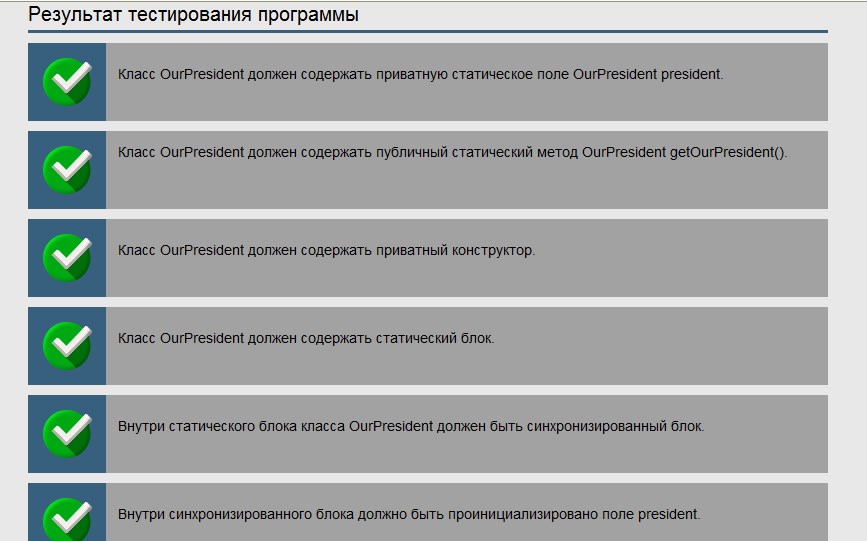 Результат тестирования программы
Класс OurPresident должен содержать приватную статическое поле OurPresident president.
Класс OurPresident должен содержать публичный статический метод OurPresident getOurPresident().
Класс OurPresident должен содержать приватный конструктор.
Класс OurPresident должен содержать статический блок.
Внутри статического блока класса OurPresident должен быть синхронизированный блок.
Внутри синхронизированного блока должно быть проинициализировано поле president.